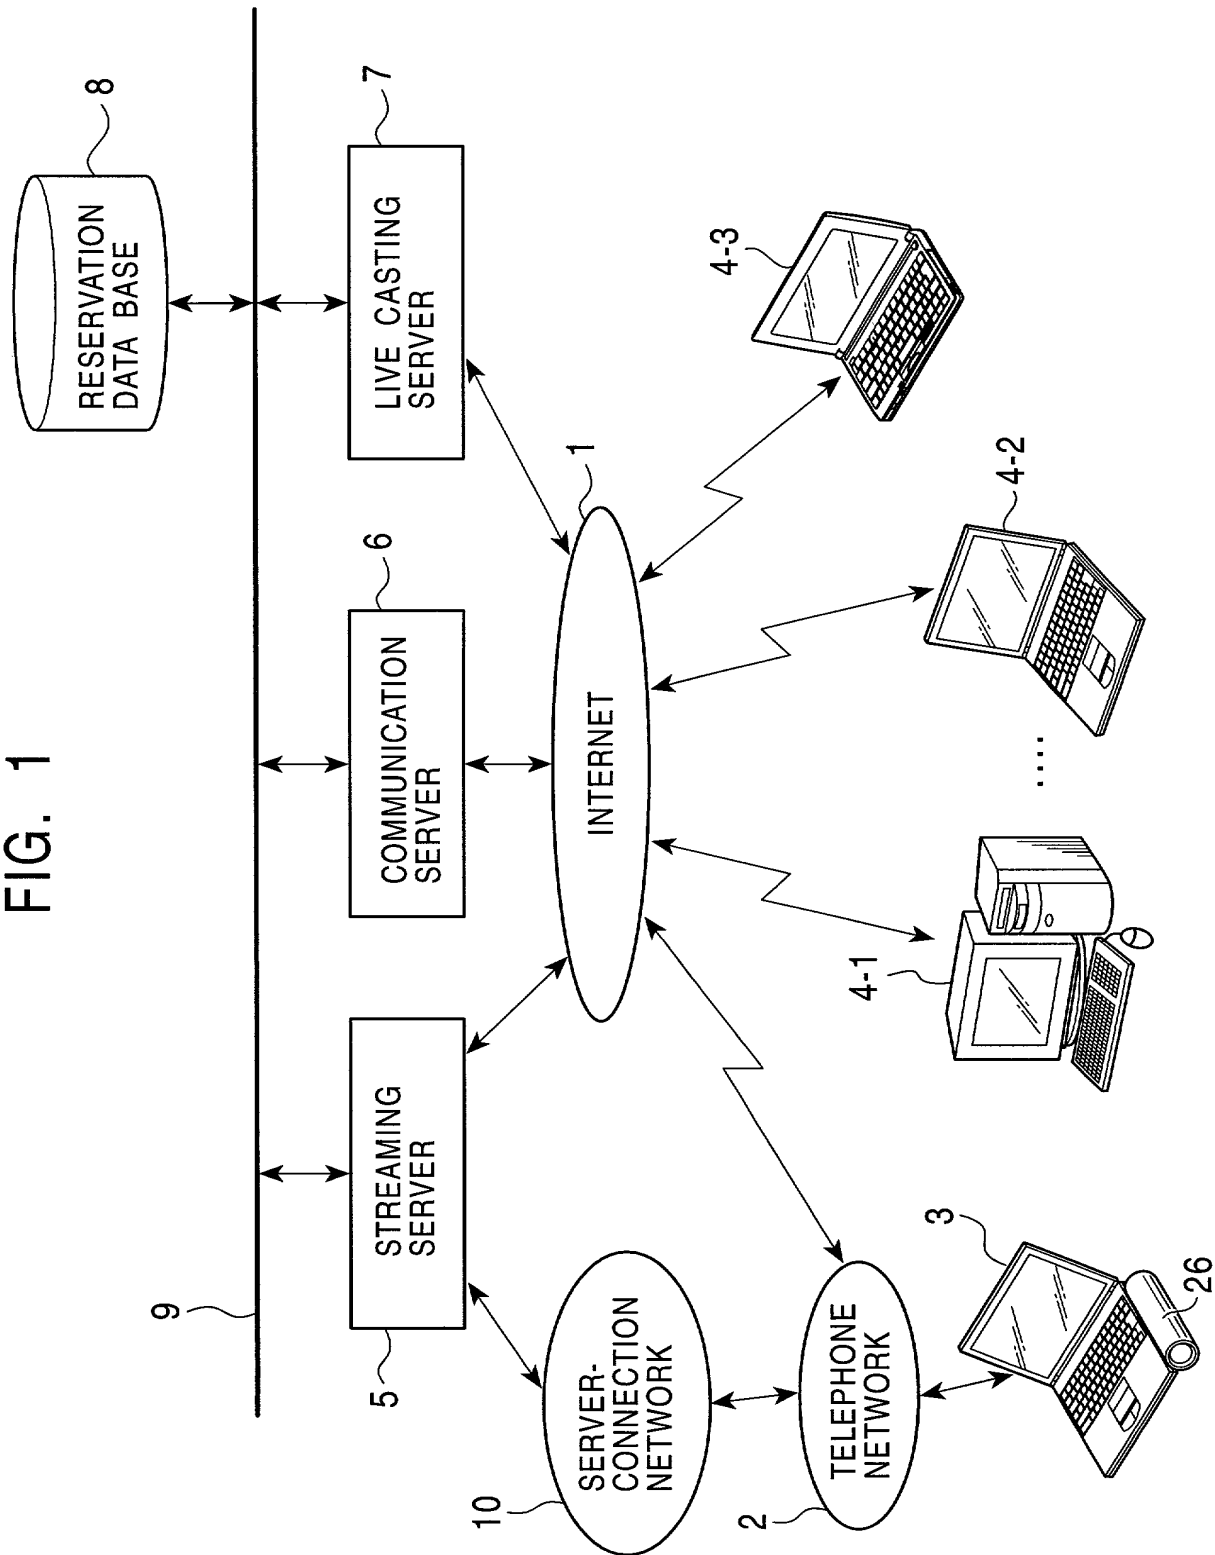 FIG. 1
RESERVATION
DATA BASE
8
9
STREAMING
SERVER
5
COMMUNICATION
SERVER
6
LIVE CASTING
SERVER
7
SERVER-
CONNECTION
NETWORK
10
INTERNET
1
TELEPHONE
NETWORK
2
3
26
4-1
....
4-2
4-3